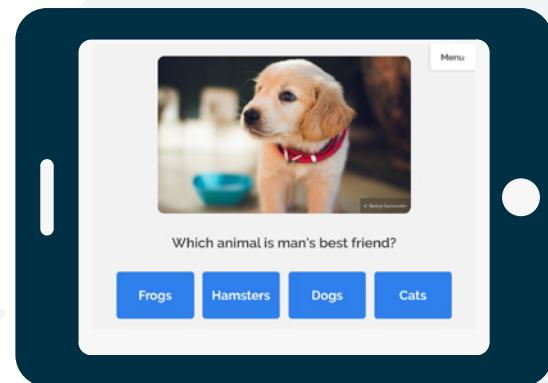 Menu
Which animal is man's best friend?
Frogs
Hamsters
Dogs
Cats